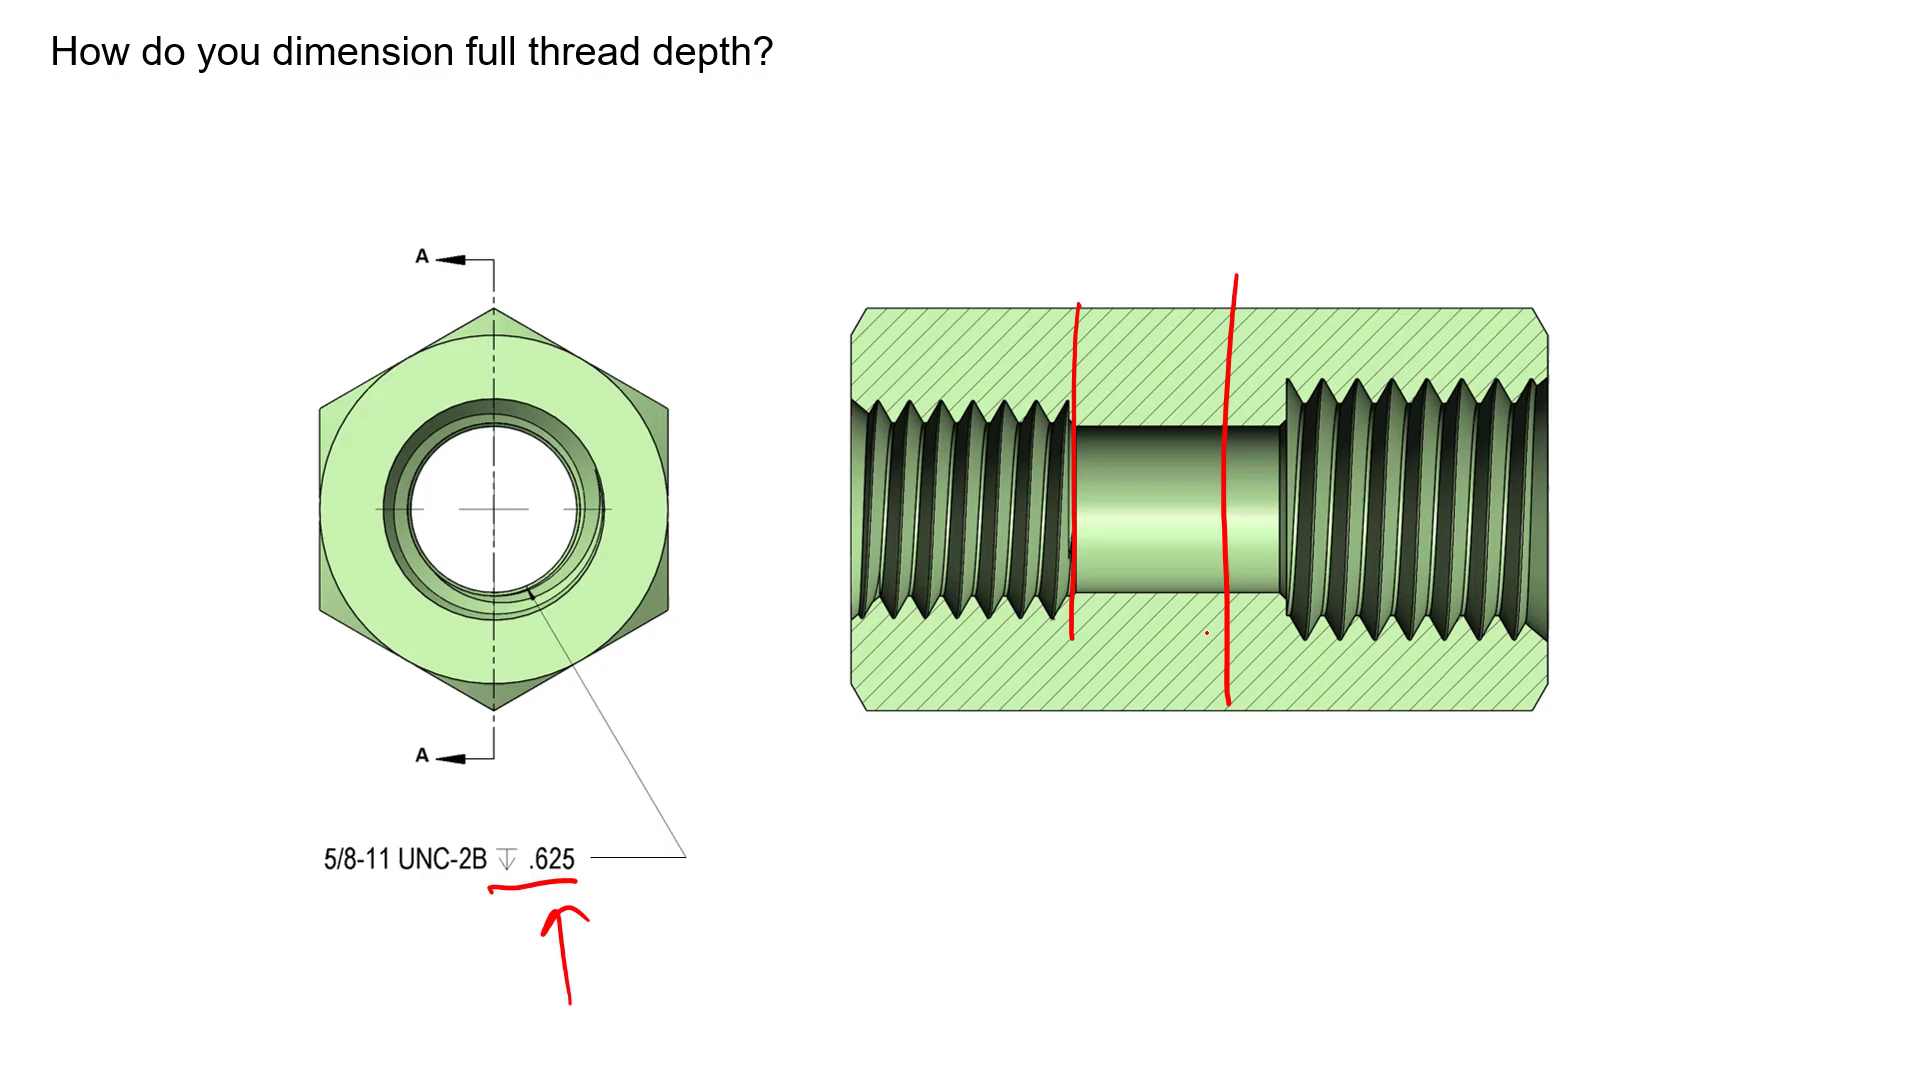 How do you dimension full thread depth?
A
A
5/8-11 UNC-2B ↧ .625